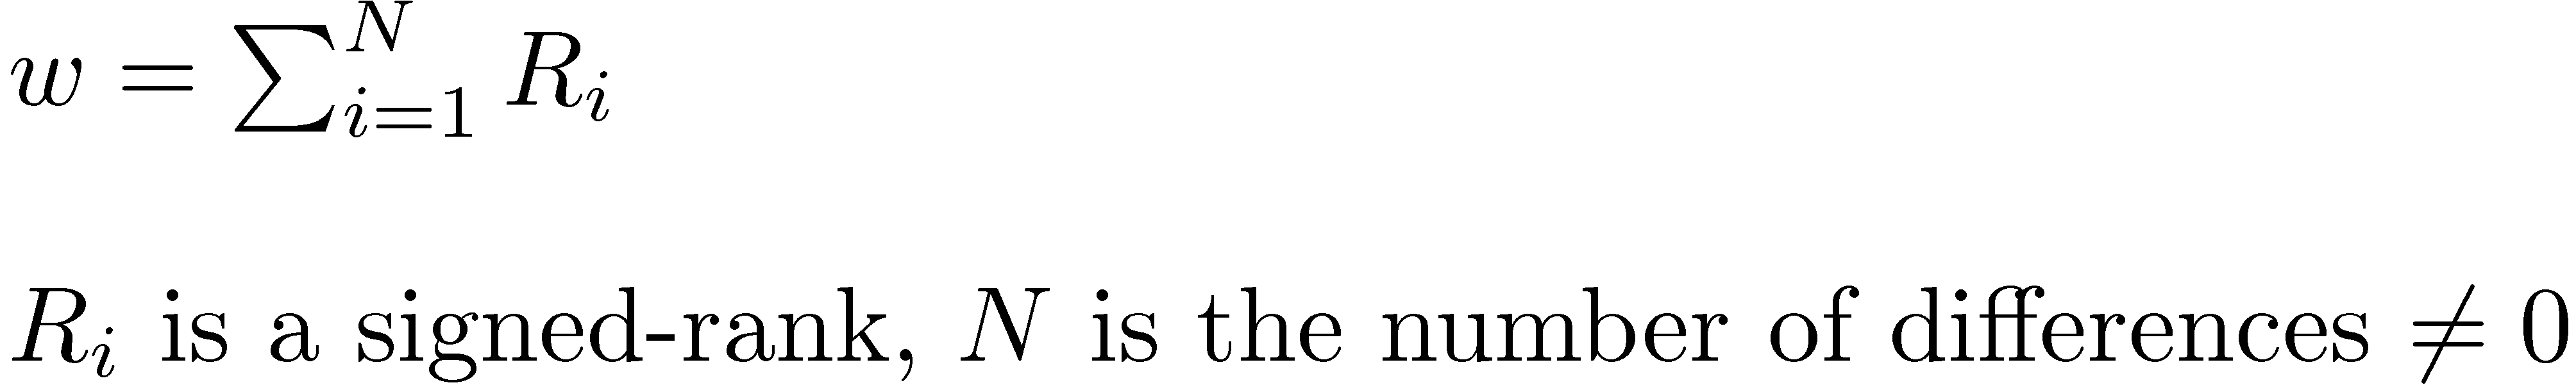 w = ∑_{i=1}^{N} R_i
R_i is a signed-rank, N is the number of differences ≠ 0